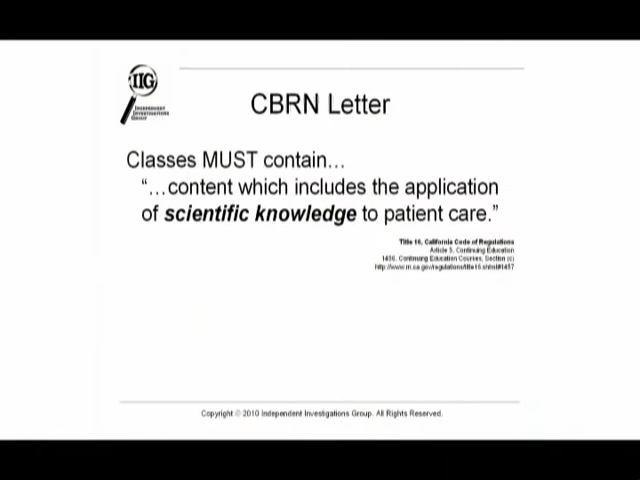 IIG
INDEPENDENT
INVESTIGATIONS
GROUP
CBRN Letter
Classes MUST contain…
“…content which includes the application
of scientific knowledge to patient care.”
Title 16, California Code of Regulations
Article 5. Continuing Education
1456. Continuing Education Courses, Section
Copyright © 2010 Independent Investigations Group. All Rights Reserved.